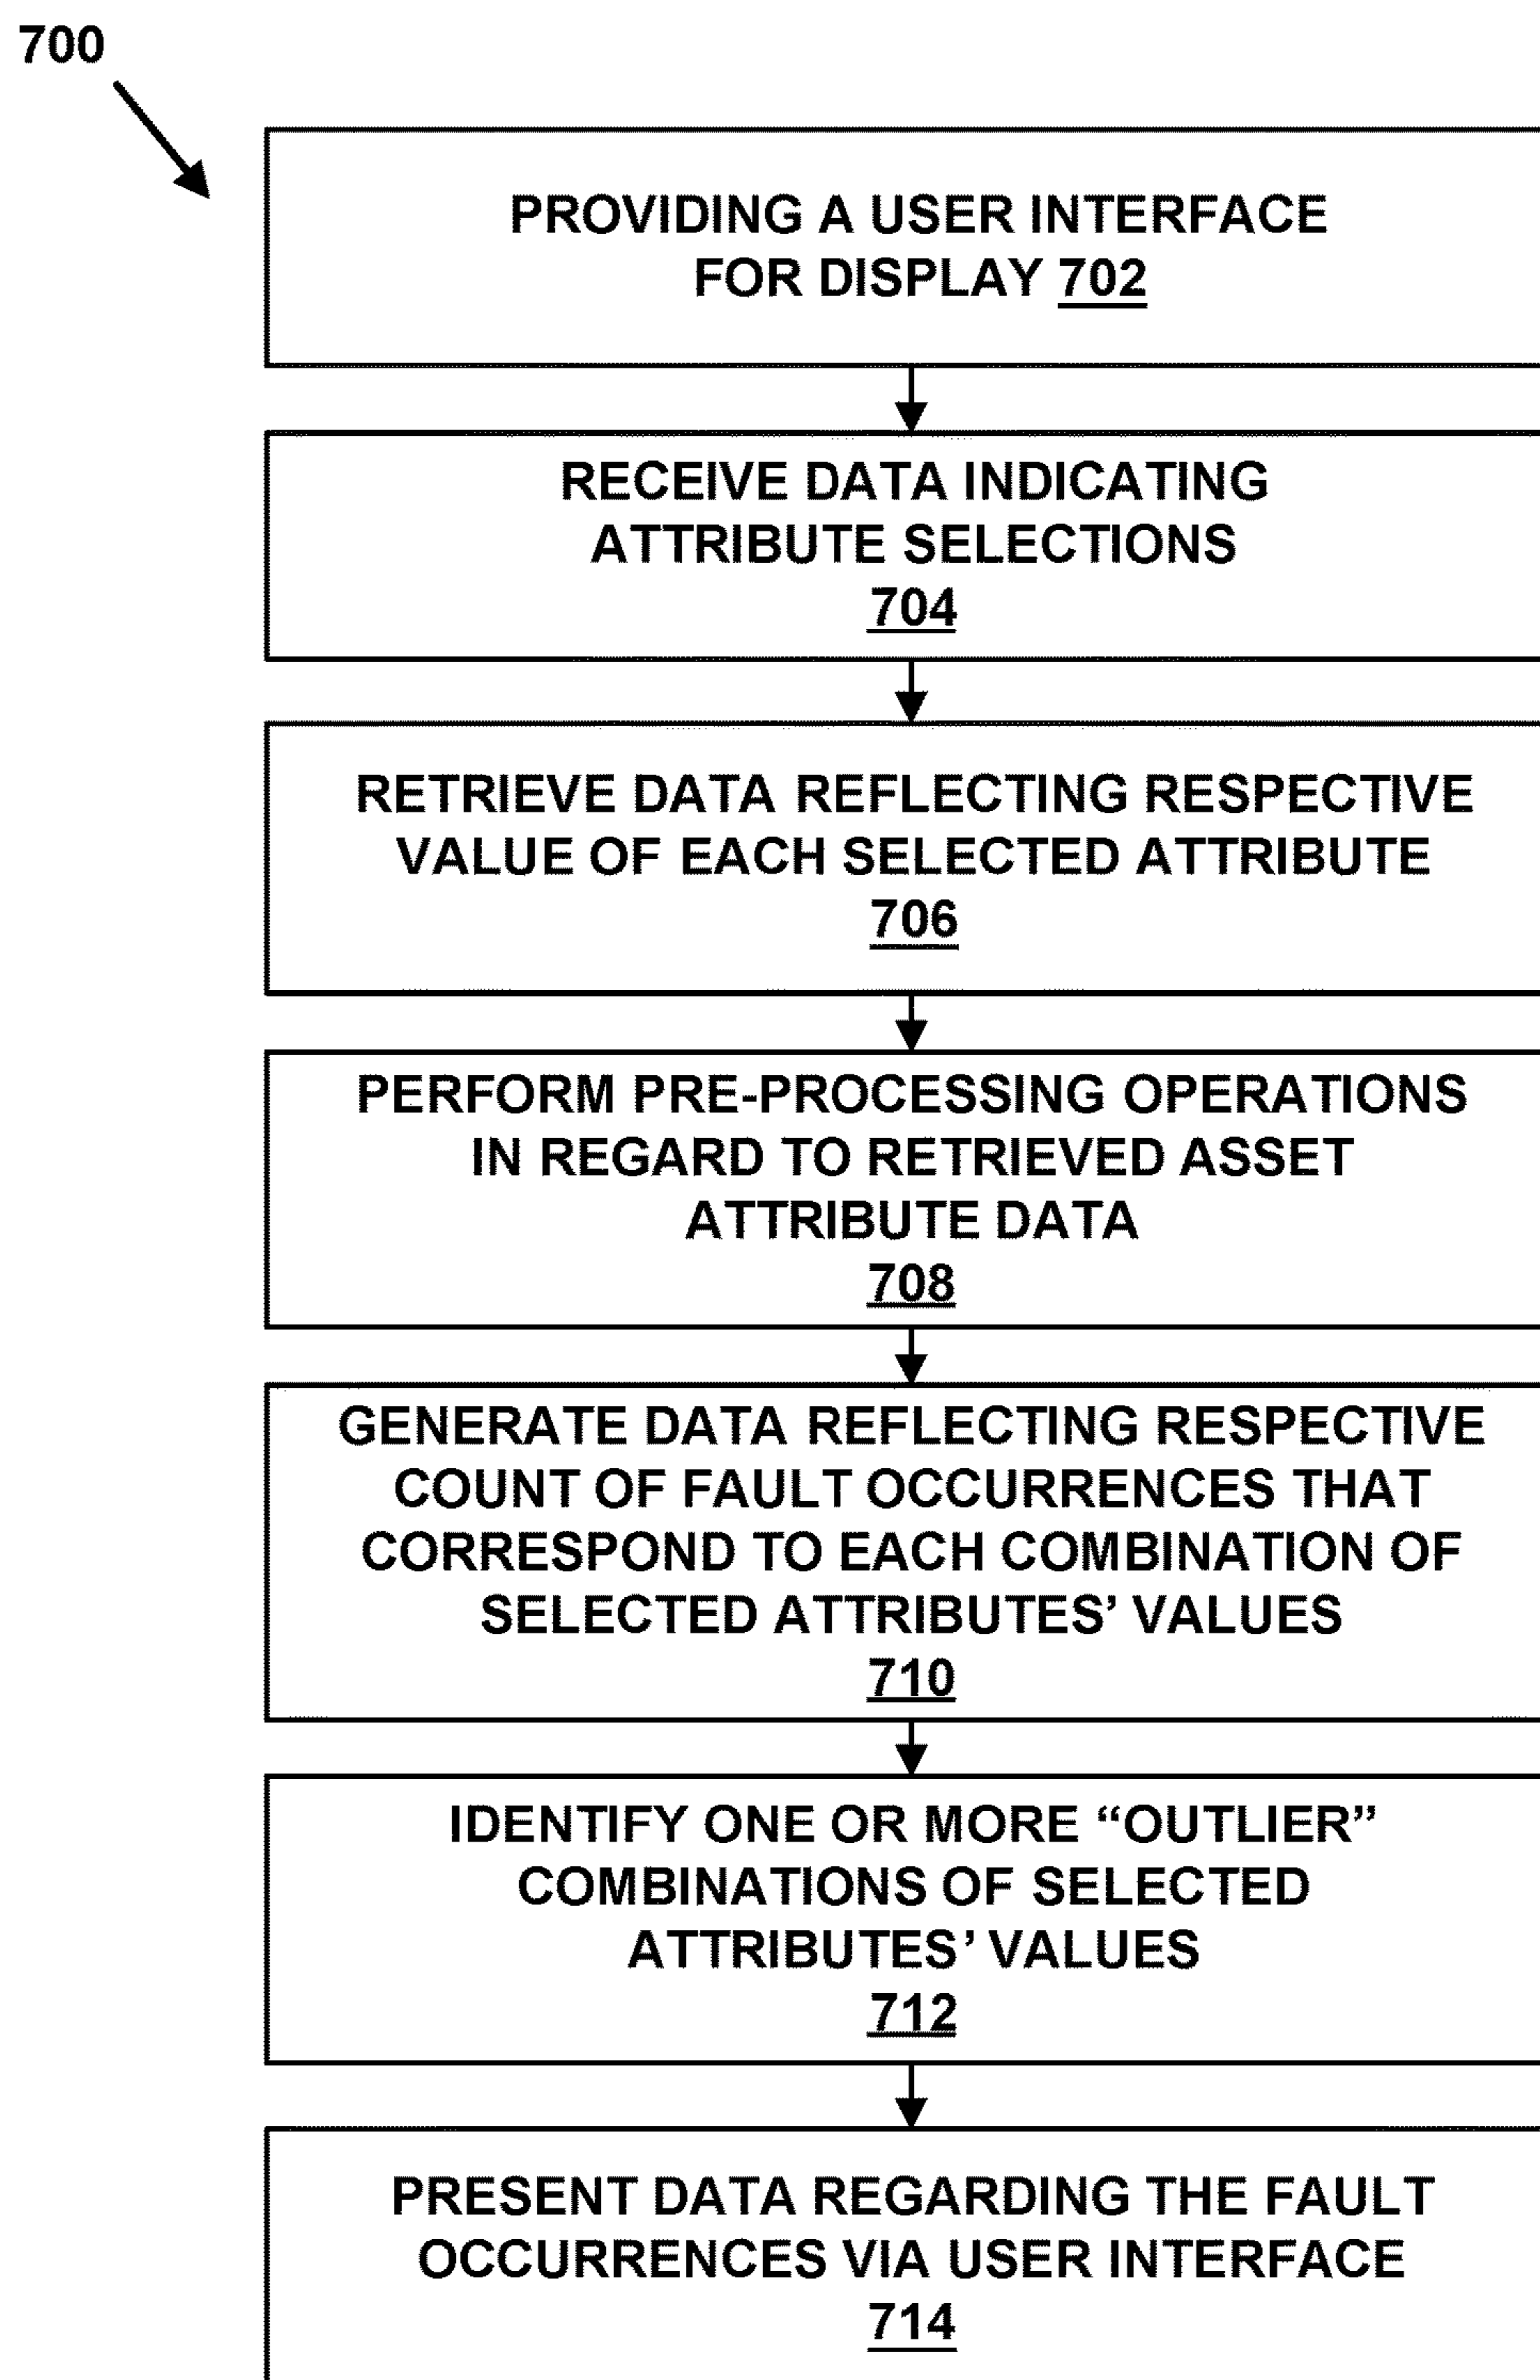 700
PROVIDING A USER INTERFACE
FOR DISPLAY 702
RECEIVE DATA INDICATING
ATTRIBUTE SELECTIONS
704
RETRIEVE DATA REFLECTING RESPECTIVE
VALUE OF EACH SELECTED ATTRIBUTE
706
PERFORM PRE-PROCESSING OPERATIONS
IN REGARD TO RETRIEVED ASSET
ATTRIBUTE DATA
708
GENERATE DATA REFLECTING RESPECTIVE
COUNT OF FAULT OCCURRENCES THAT
CORRESPOND TO EACH COMBINATION OF
SELECTED ATTRIBUTES’ VALUES
710
IDENTIFY ONE OR MORE “OUTLIER”
COMBINATIONS OF SELECTED
ATTRIBUTES’ VALUES
712
PRESENT DATA REGARDING THE FAULT
OCCURRENCES VIA USER INTERFACE
714